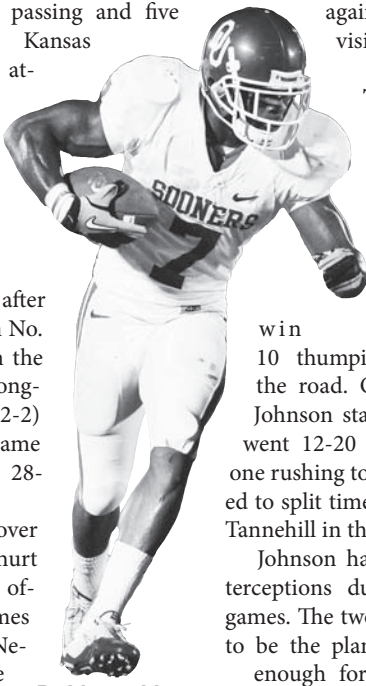 passing and five
Kansas
at-
after
No.
the
ong-
2-2)
ame
28-
over
hurt
of-
mes
Ne-
e
SOONERS
7
again
visi
win
10 thumpi
the road.
Johnson sta
went 12-20
one rushing to
ed to split time
Tannehill in th
Johnson ha
terceptions du
games. The two
to be the plan
enough for